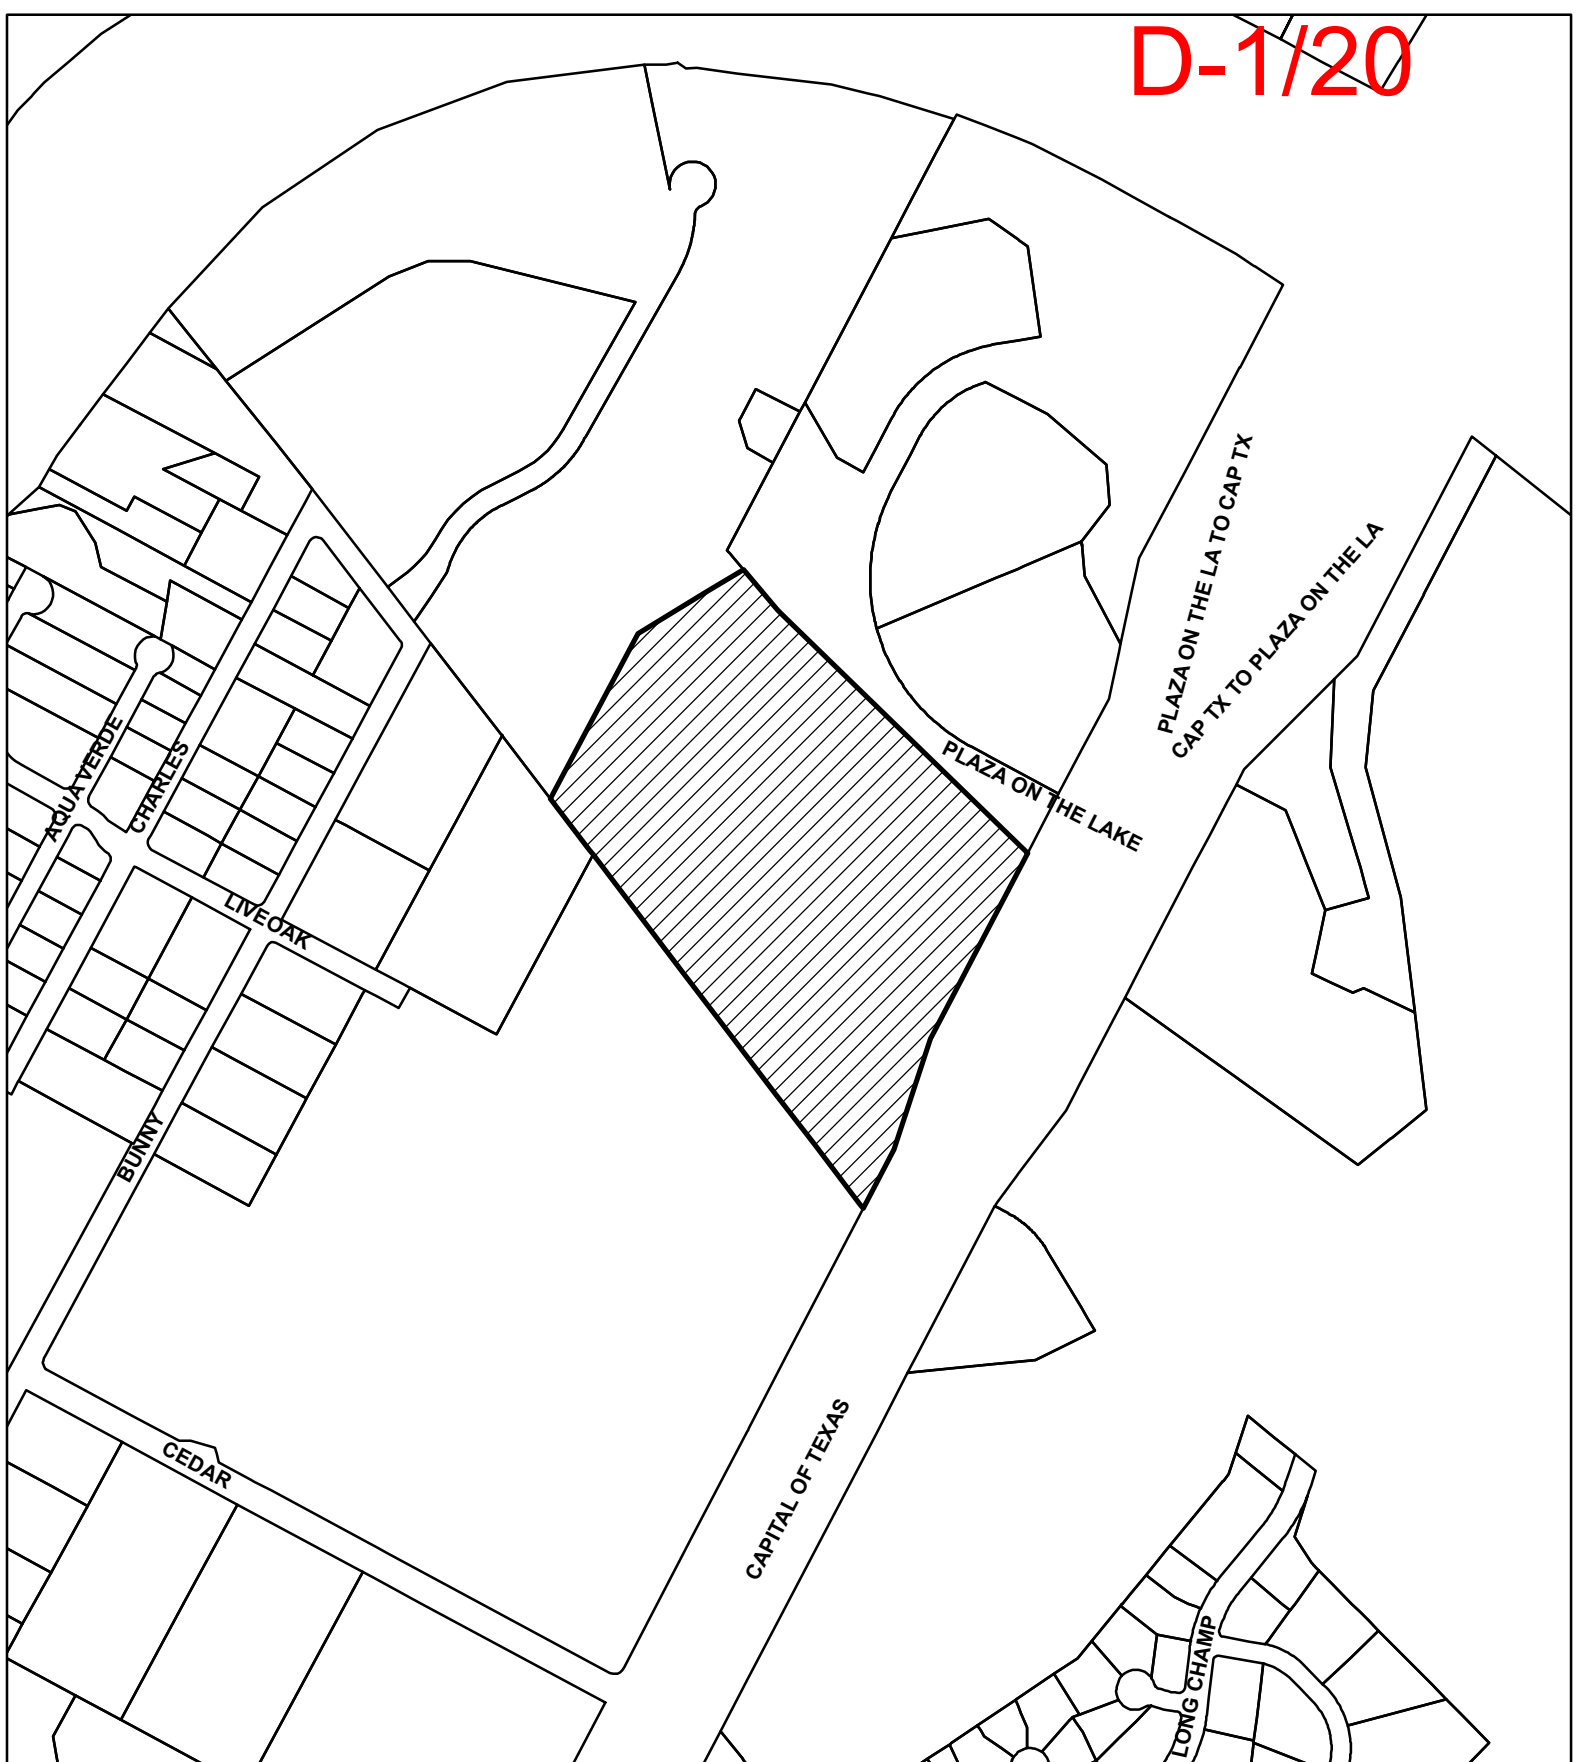 D-1/20
PLAZA ON THE LA TO CAP TX
CAP TX TO PLAZA ON THE LA
PLAZA ON THE LAKE
AQUA VERDE
CHARLES
LIVEOAK
BUNNY
CEDAR
CAPITAL OF TEXAS
LONG CHAMP